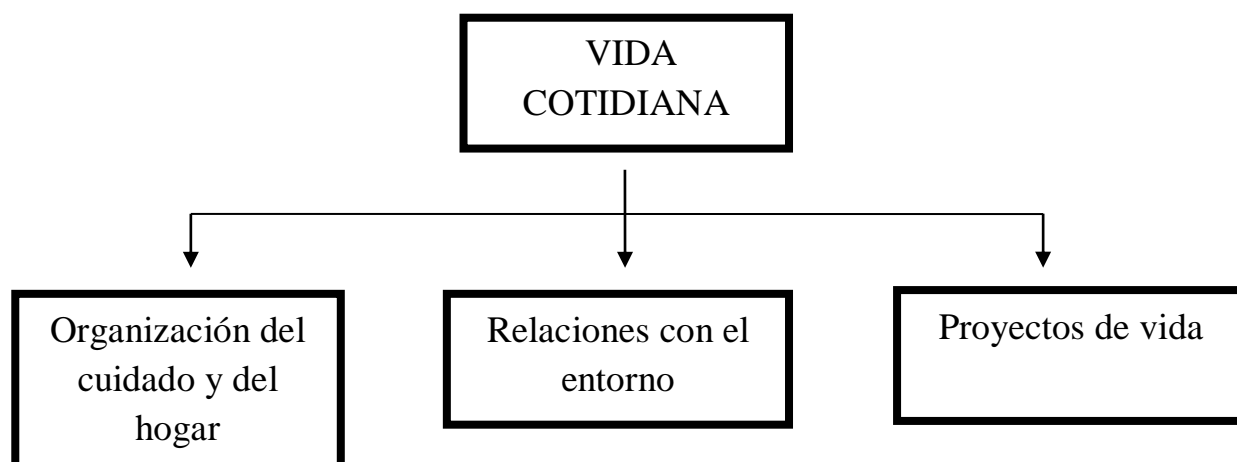 VIDA
COTIDIANA
Organización del
cuidado y del
hogar
Relaciones con el
entorno
Proyectos de vida